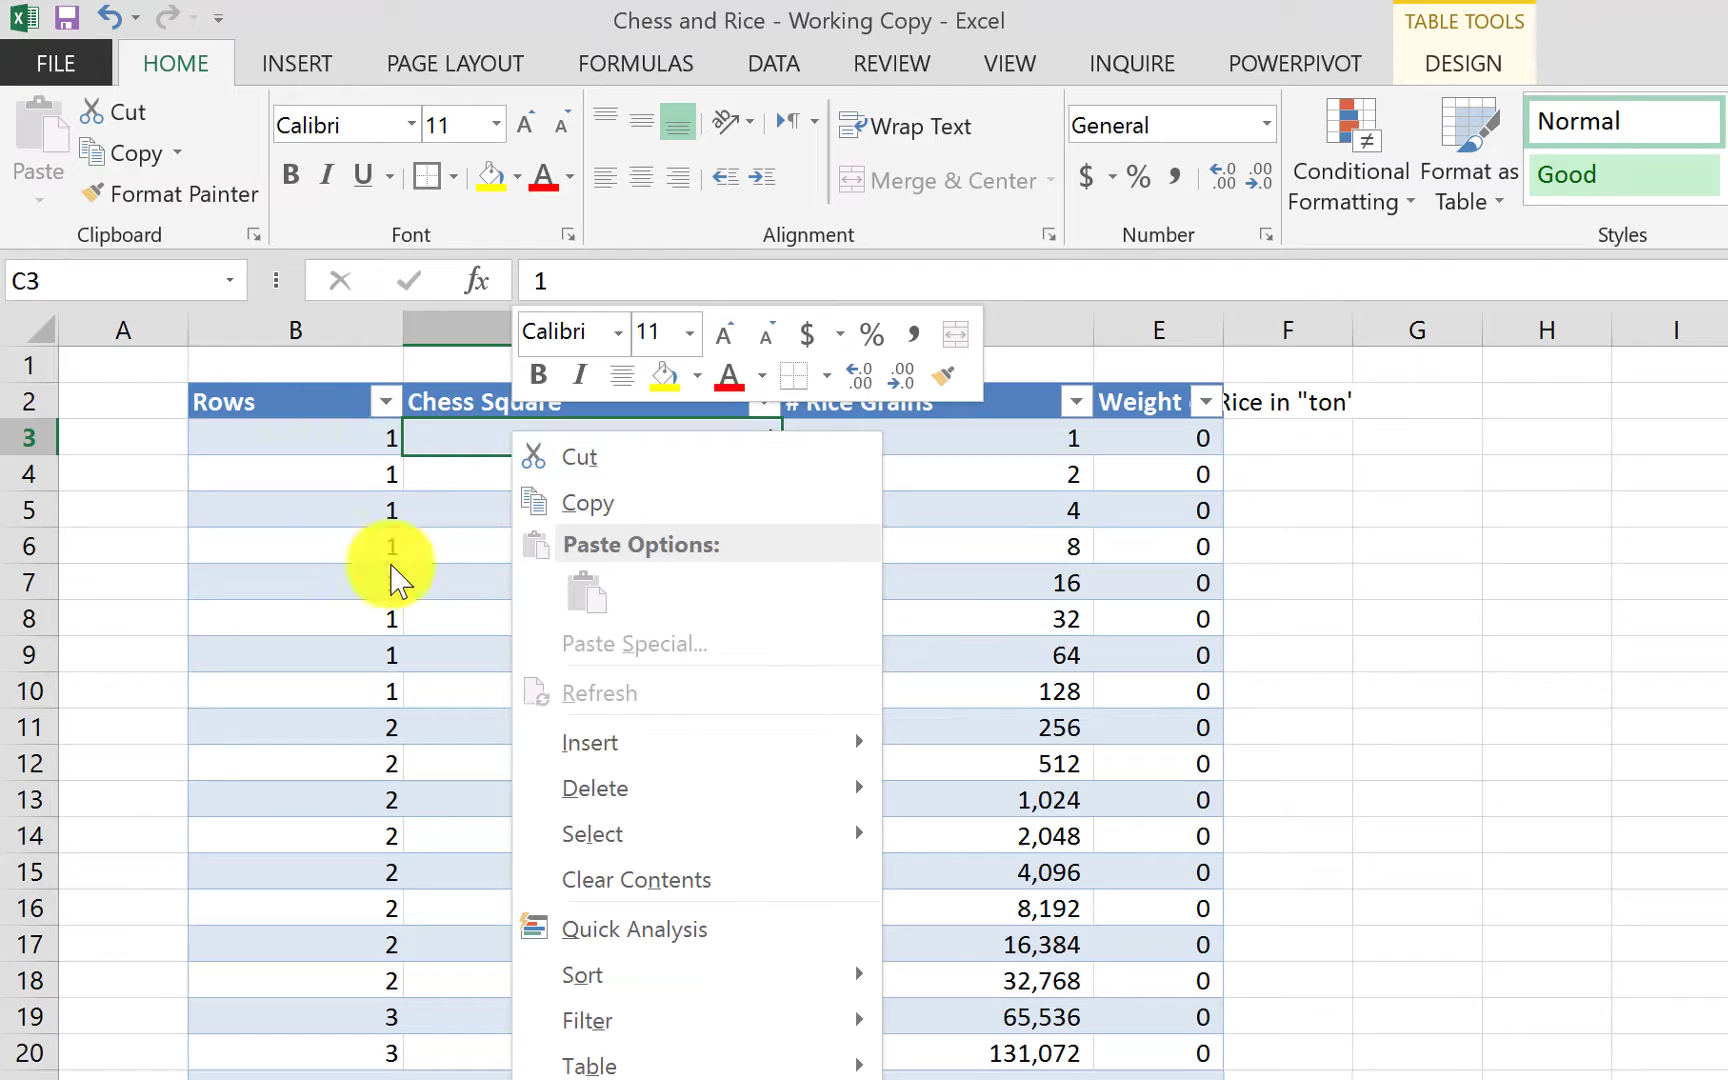 Chess and Rice - Working Copy - Excel
TABLE TOOLS
FILE HOME INSERT PAGE LAYOUT FORMULAS DATA REVIEW VIEW INQUIRE POWERPIVOT DESIGN
Paste
Cut
Copy
Format Painter
Clipboard
Calibri 11
B I U A
Font
Wrap Text
Merge & Center
Alignment
General
$ % ,
Number
Conditional Formatting
Format as Table
Normal
Good
Styles
C3 fx 1
Calibri 11 A A $ % ,
B I A
A B E F G H I
1
2 Rows Chess Square # Rice Grains Weight Rice in "ton'
3 1 1 0
4 1 2 0
5 1 4 0
6 1 8 0
7 16 0
8 1 32 0
9 1 64 0
10 1 128 0
11 2 256 0
12 2 512 0
13 2 1,024 0
14 2 2,048 0
15 2 4,096 0
16 2 8,192 0
17 2 16,384 0
18 2 32,768 0
19 3 65,536 0
20 3 131,072 0
Cut
Copy
Paste Options:
Paste Special...
Refresh
Insert
Delete
Select
Clear Contents
Quick Analysis
Sort
Filter
Table